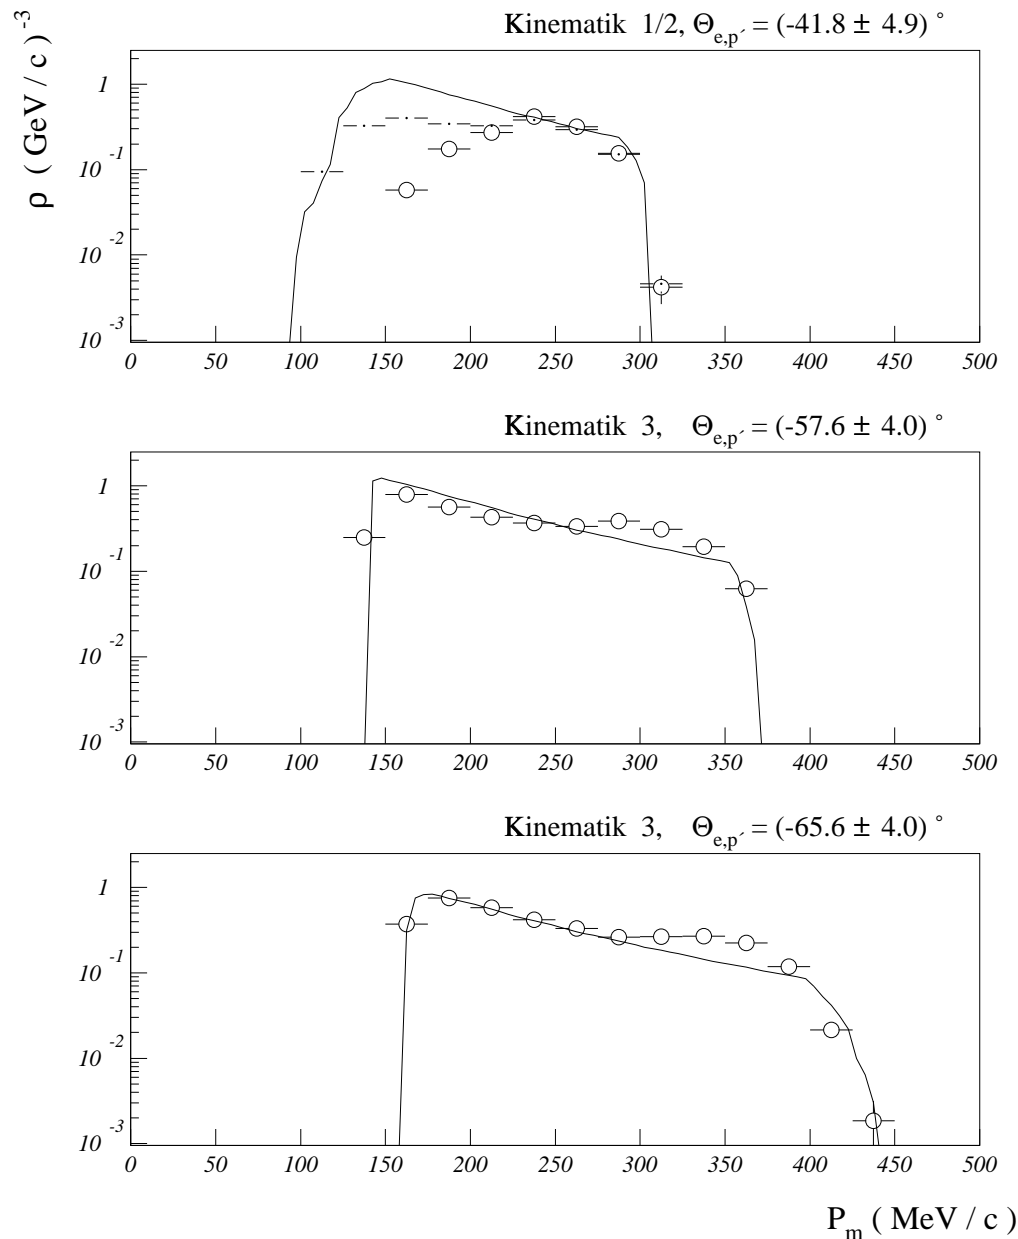 ρ ( GeV / c ) -3
Kinematik 1/2, Θe,p´ = (-41.8 ± 4.9) °
1
10 -1
10 -2
10 -3
0 50 100 150 200 250 300 350 400 450 500
Kinematik 3, Θe,p´ = (-57.6 ± 4.0) °
1
10 -1
10 -2
10 -3
0 50 100 150 200 250 300 350 400 450 500
Kinematik 3, Θe,p´ = (-65.6 ± 4.0) °
1
10 -1
10 -2
10 -3
0 50 100 150 200 250 300 350 400 450 500
Pm ( MeV / c )